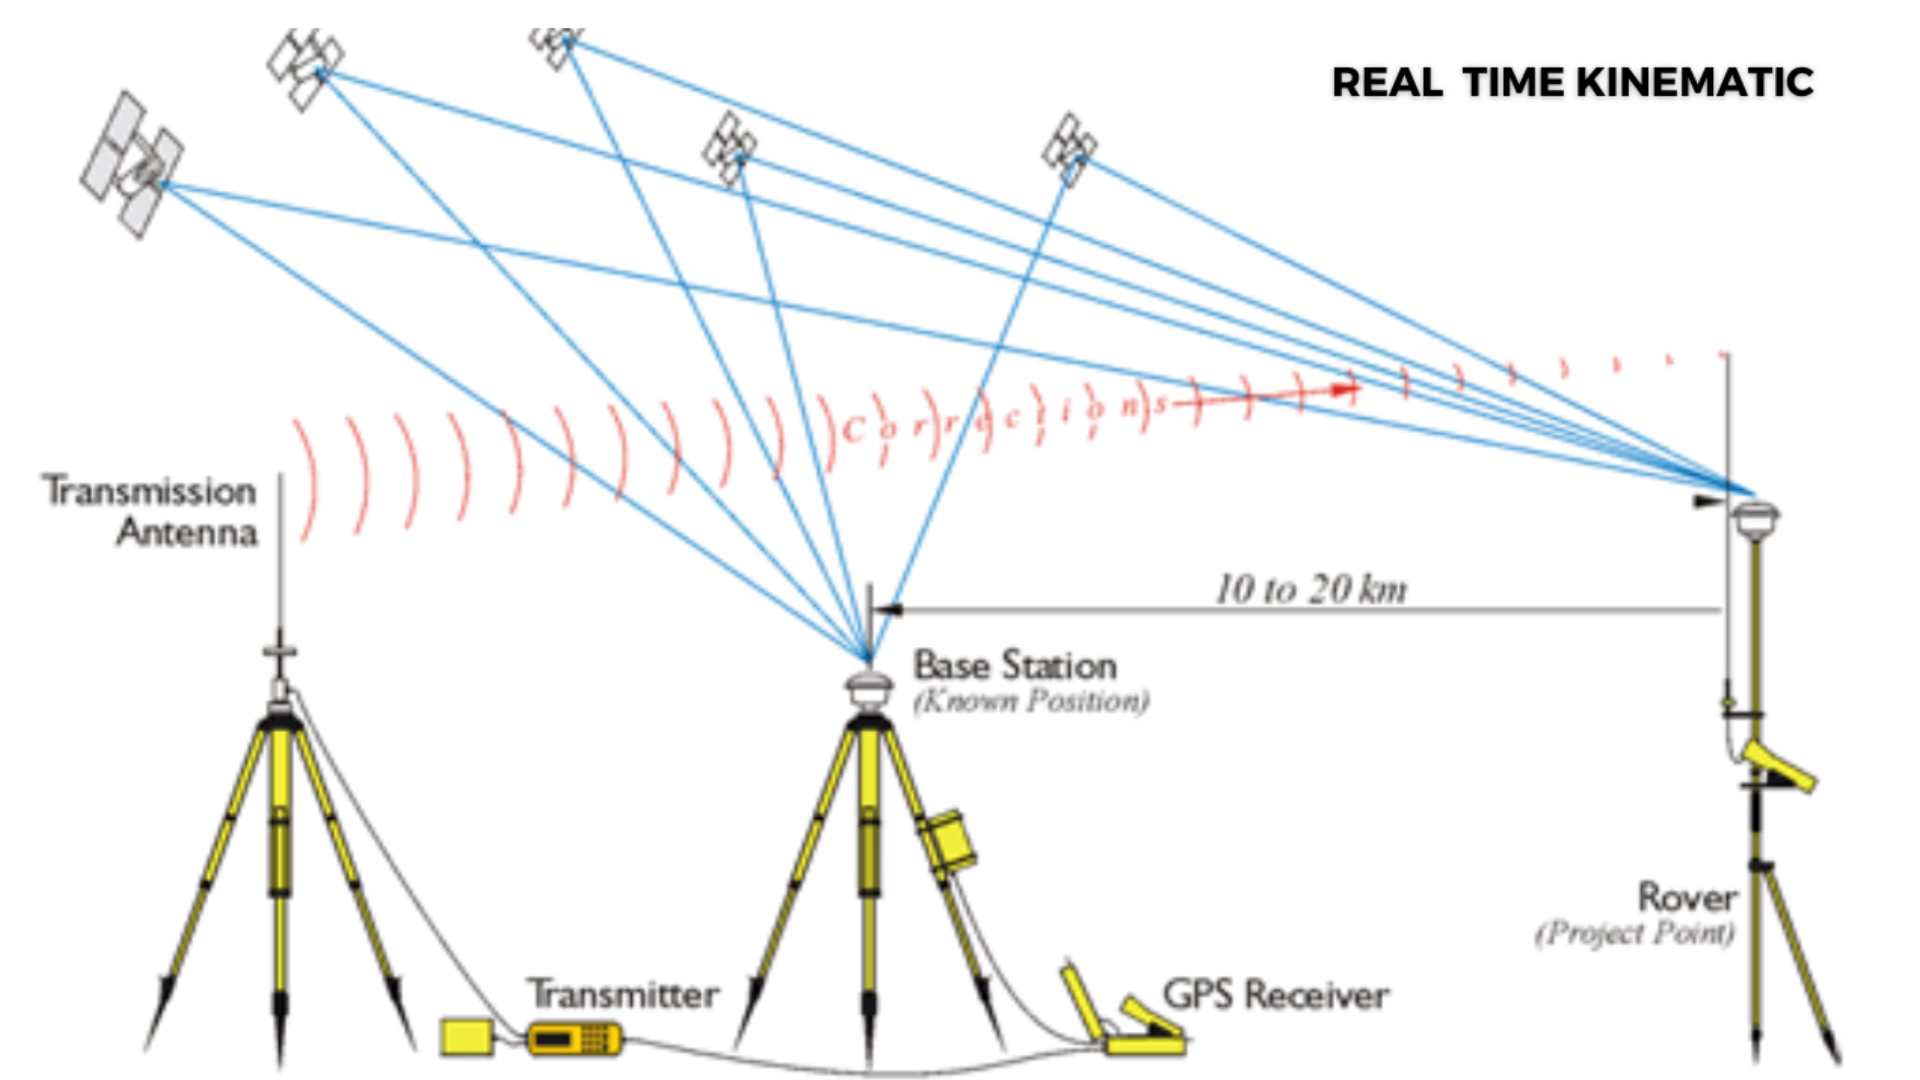 REAL TIME KINEMATIC
Corrections
Transmission
Antenna
10 to 20 km
Base Station
(Known Position)
Rover
(Project Point)
Transmitter
GPS Receiver